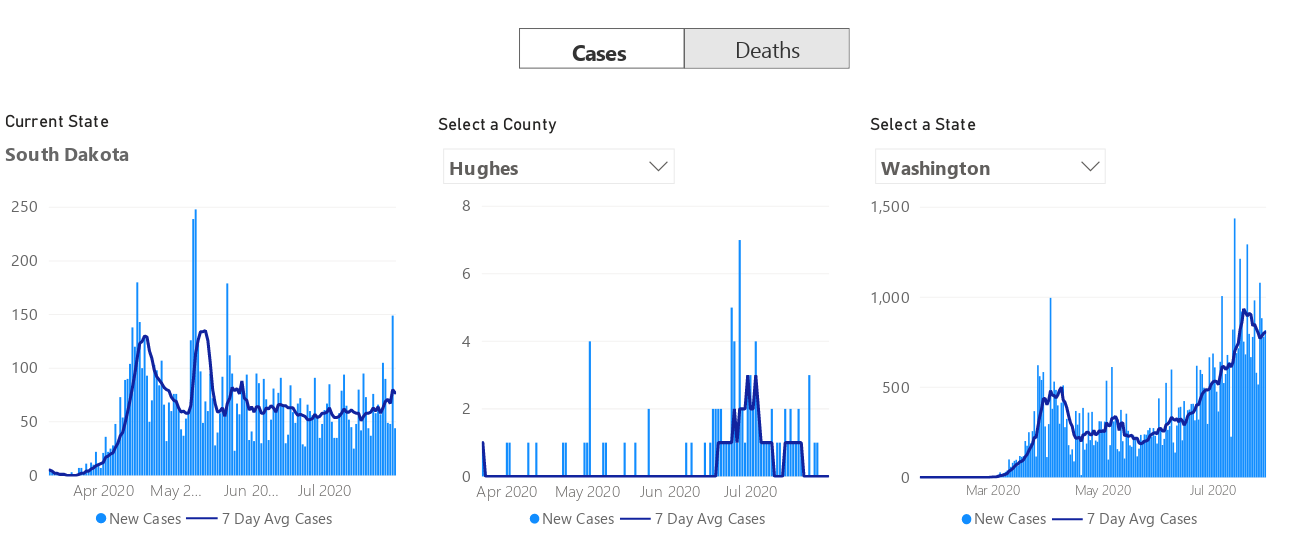 Cases Deaths
Current State
South Dakota
250
200
150
100
50
0
Apr 2020 May 2... Jun 20... Jul 2020
New Cases 7 Day Avg Cases
Select a County
Hughes
8
6
4
2
0
Apr 2020 May 2020 Jun 2020 Jul 2020
New Cases 7 Day Avg Cases
Select a State
Washington
1,500
1,000
500
0
Mar 2020 May 2020 Jul 2020
New Cases 7 Day Avg Cases